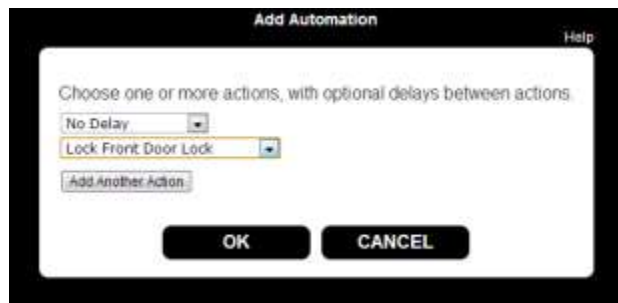 Add Automation
Help
Choose one or more actions, with optional delays between actions.
No Delay
Lock Front Door Lock
Add Another Action
OK CANCEL